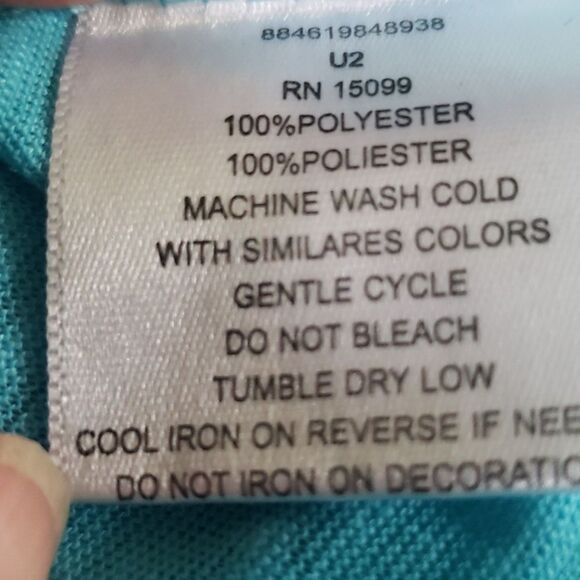 884619848938
U2
RN 15099
100%POLYESTER
100%POLIESTER
MACHINE WASH COLD
WITH SIMILARES COLORS
GENTLE CYCLE
DO NOT BLEACH
TUMBLE DRY LOW
COOL IRON ON REVERSE IF NEE
DO NOT IRON ON DECORATIO